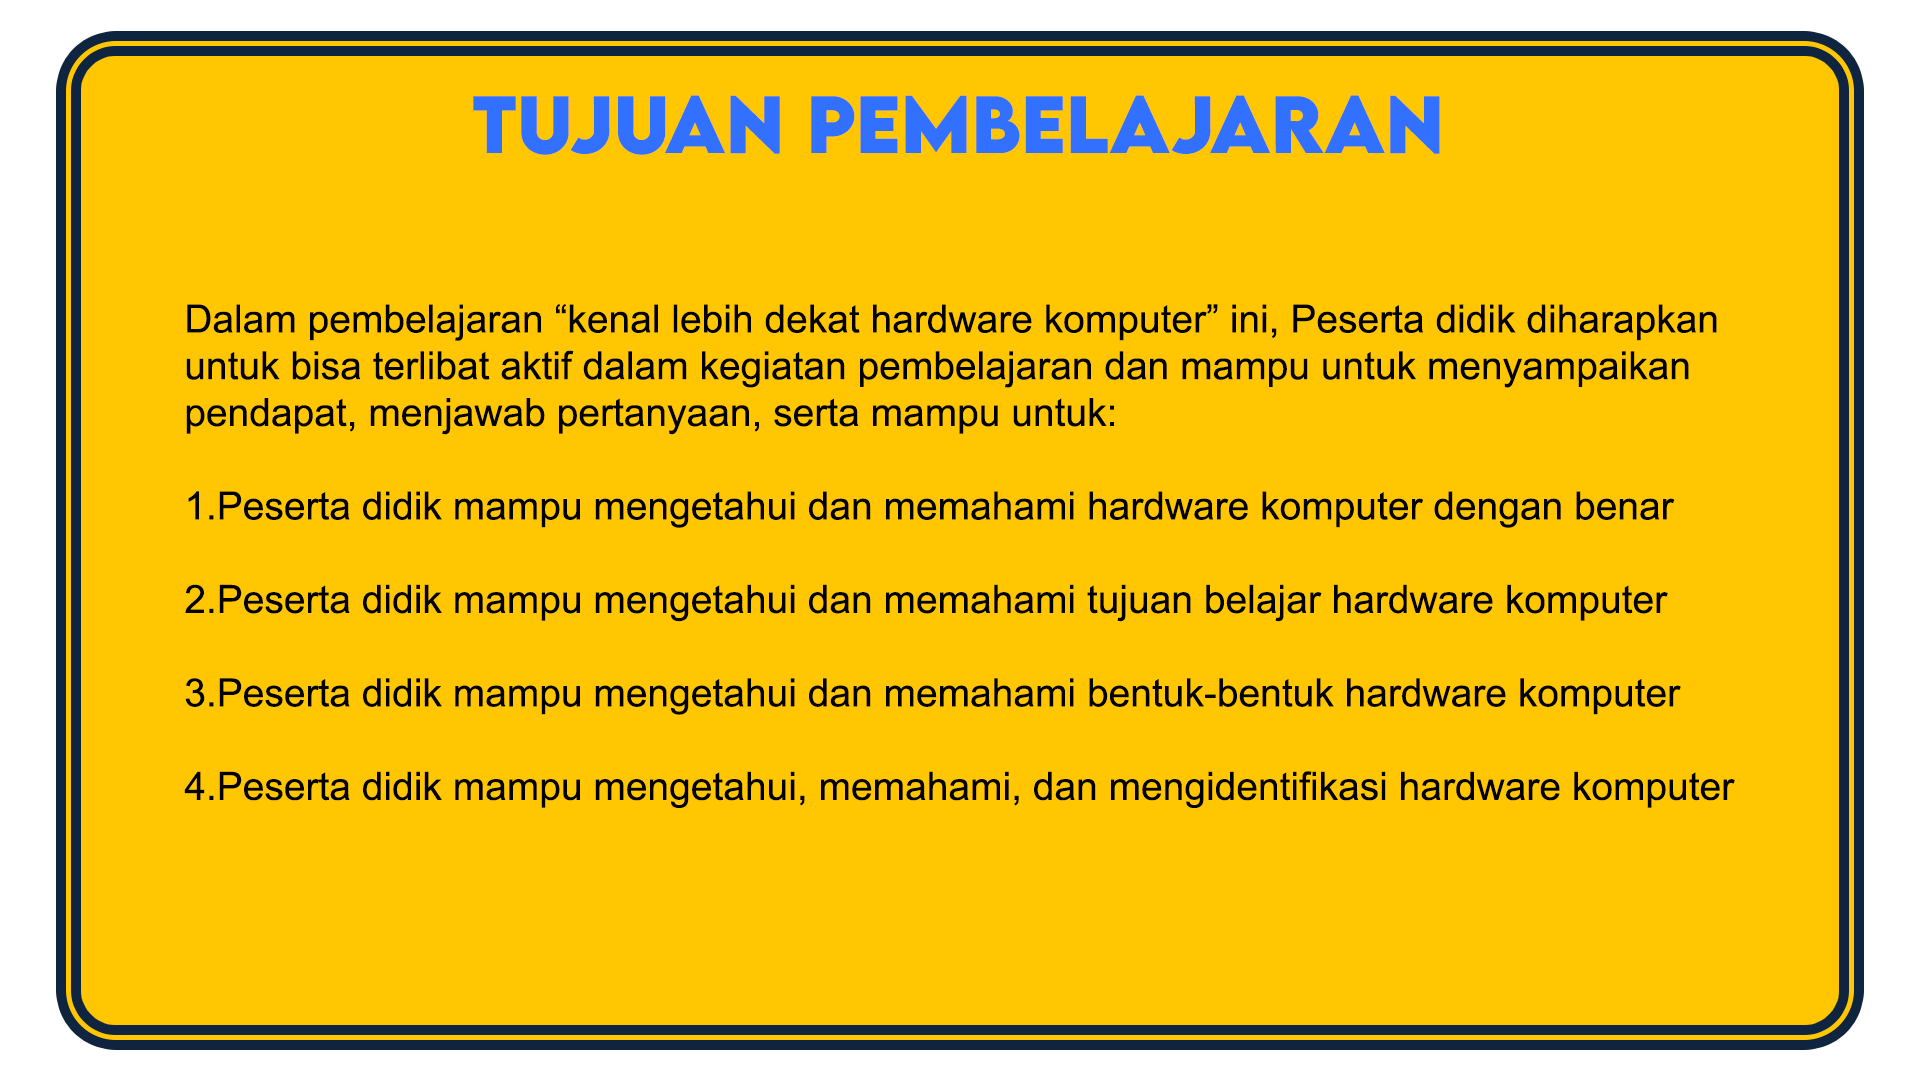 TUJUAN PEMBELAJARAN
Dalam pembelajaran “kenal lebih dekat hardware komputer” ini, Peserta didik diharapkan
untuk bisa terlibat aktif dalam kegiatan pembelajaran dan mampu untuk menyampaikan
pendapat, menjawab pertanyaan, serta mampu untuk:
1.Peserta didik mampu mengetahui dan memahami hardware komputer dengan benar
2.Peserta didik mampu mengetahui dan memahami tujuan belajar hardware komputer
3.Peserta didik mampu mengetahui dan memahami bentuk-bentuk hardware komputer
4.Peserta didik mampu mengetahui, memahami, dan mengidentifikasi hardware komputer